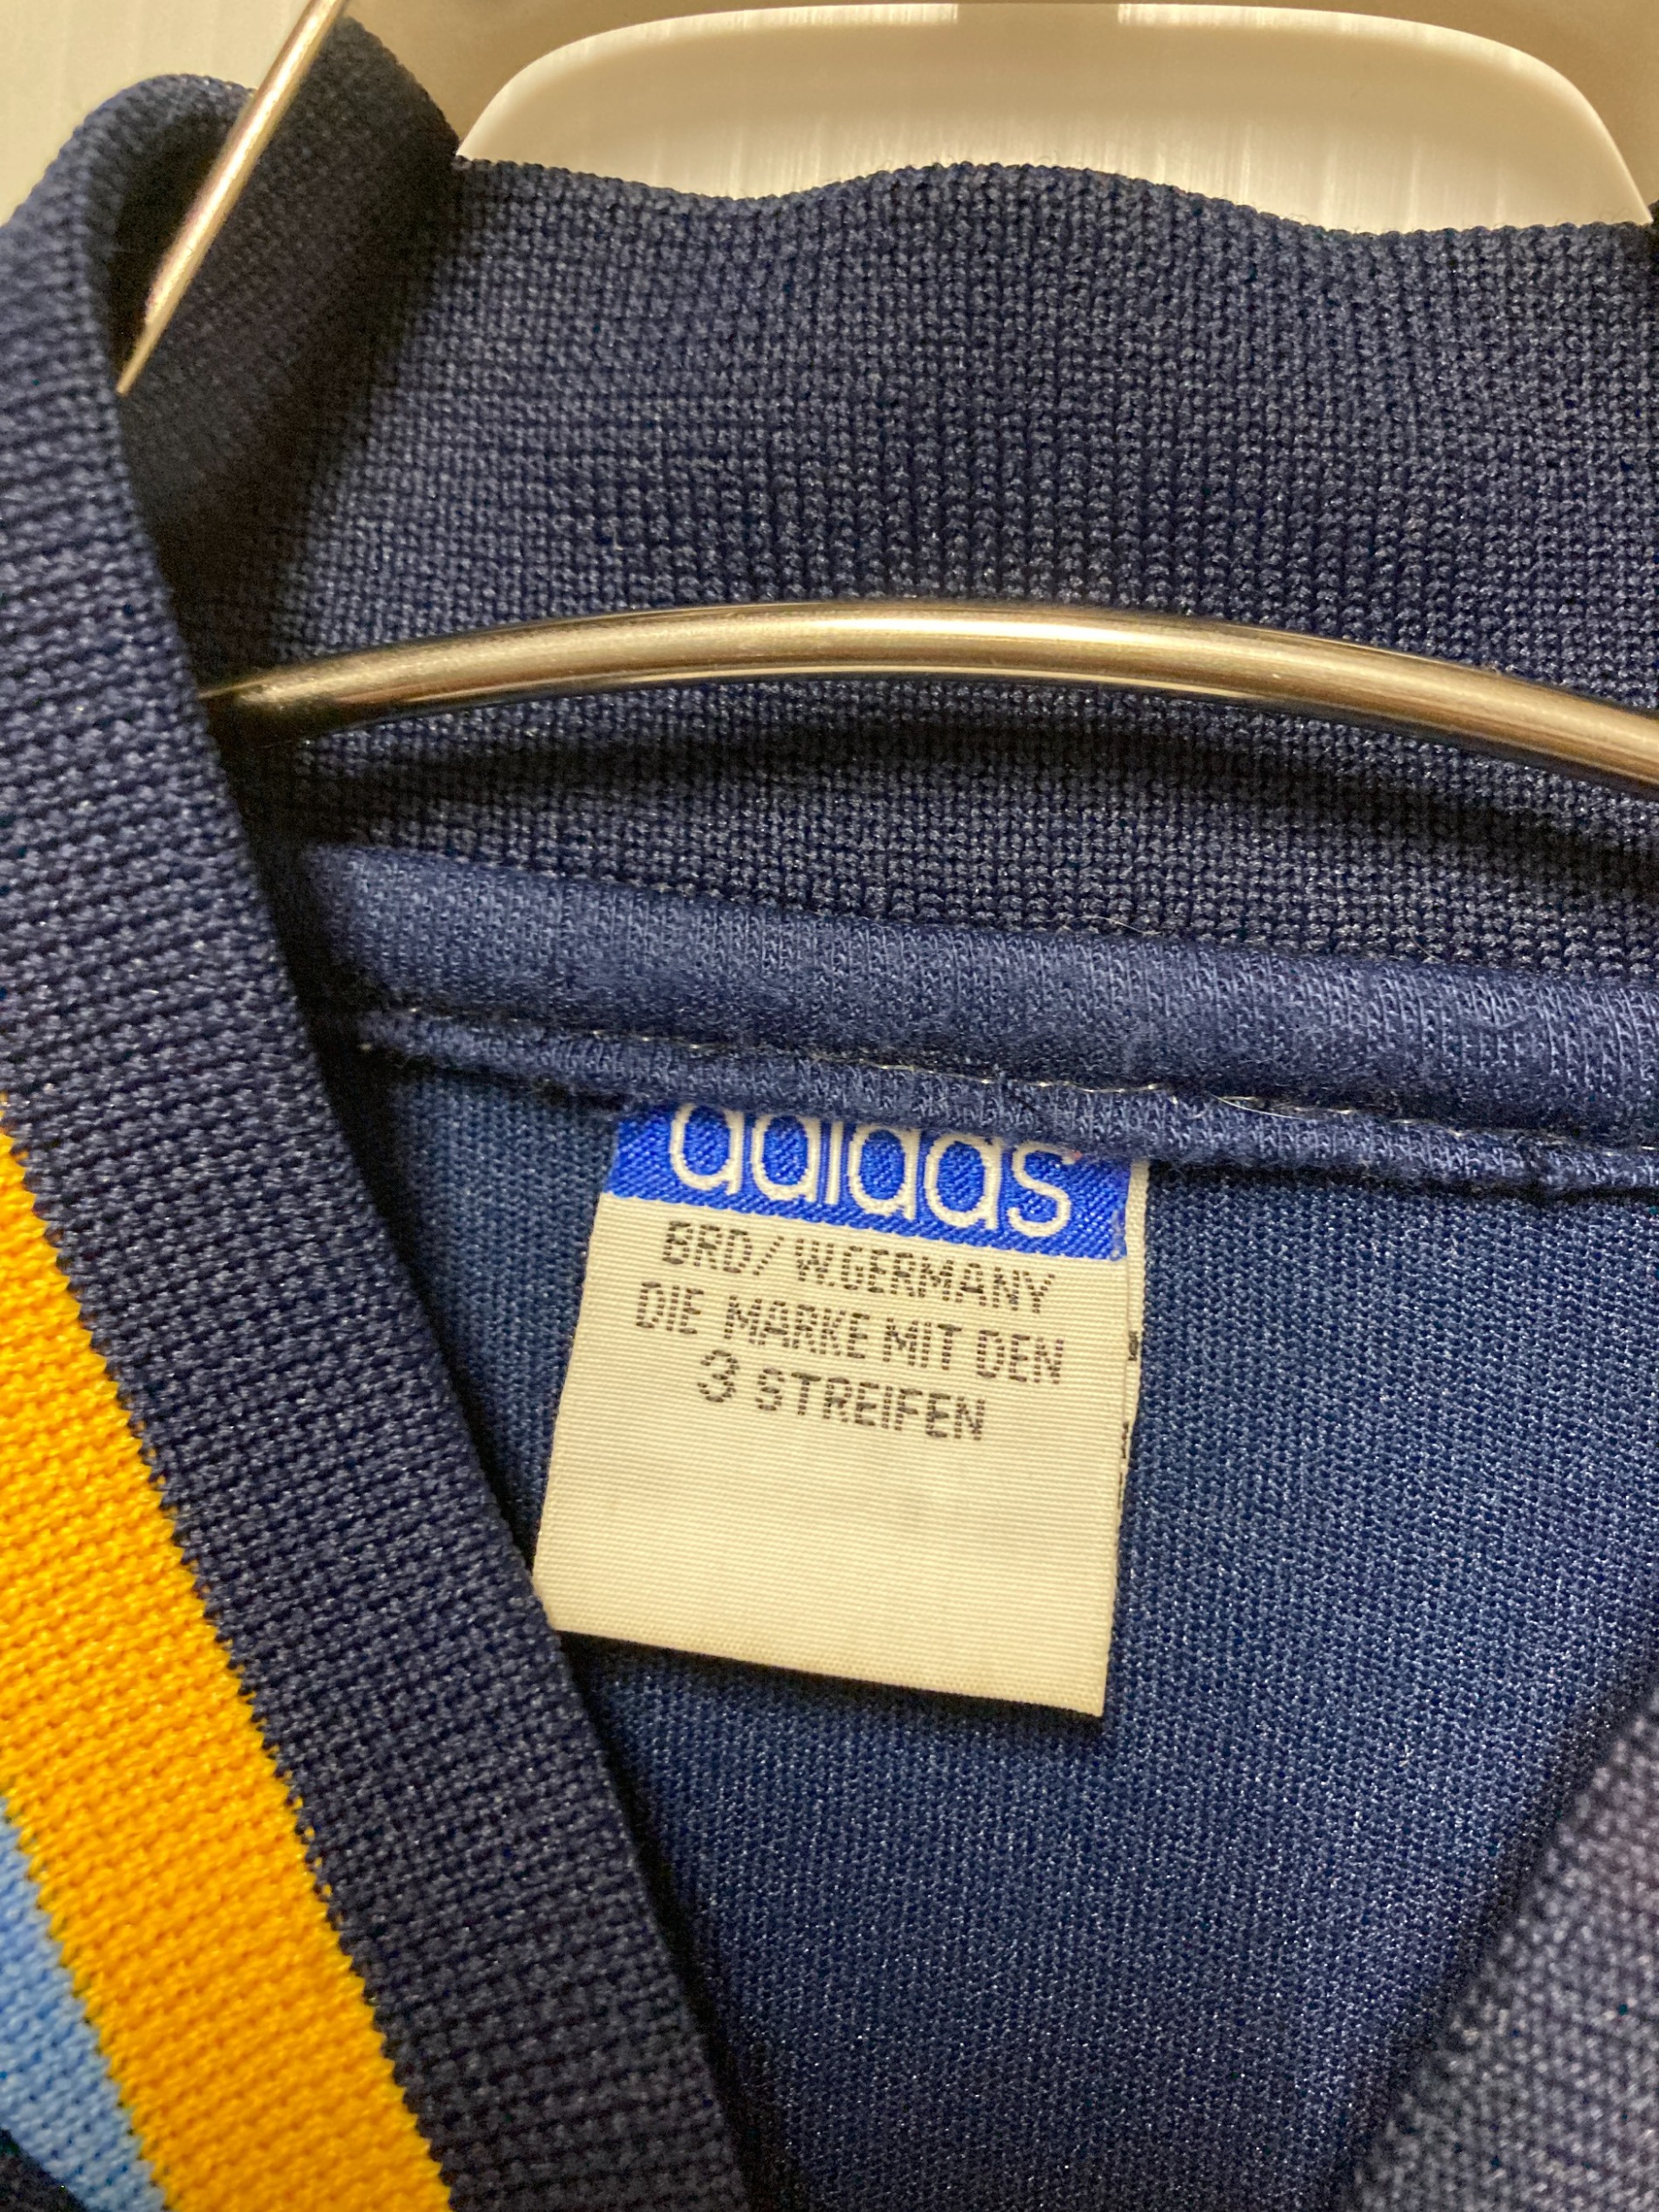 adidas
BRD/ W.GERMANY
DIE MARKE MIT DEN
3 STREIFEN